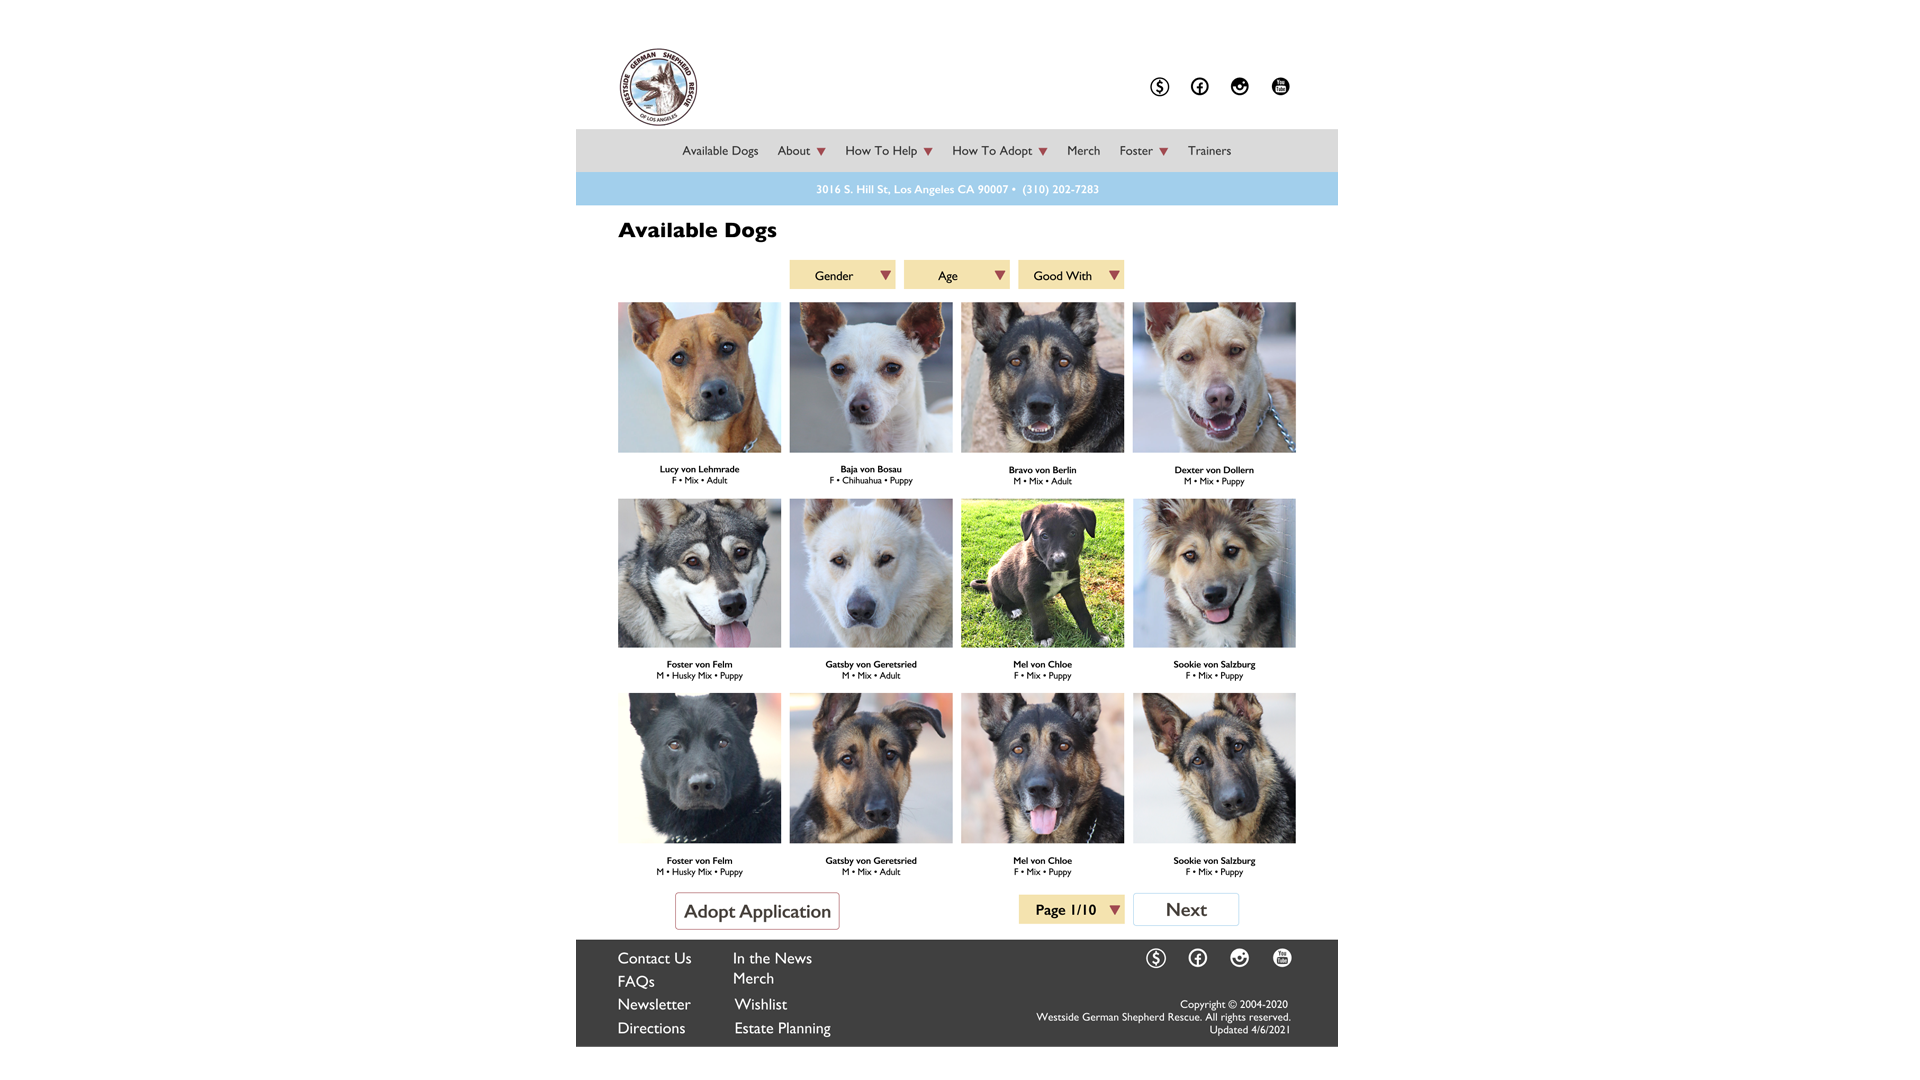 WESTSIDE GERMAN SHEPHERD RESCUE
OF LOS ANGELES
$
You
Tube
Available Dogs About How To Help How To Adopt Merch Foster Trainers
3016 S. Hill St, Los Angeles CA 90007 • (310) 202-7283
Available Dogs
Gender Age Good With
Lucy von Lehmrade
F • Mix • Adult
Baja von Bosau
F • Chihuahua • Puppy
Bravo von Berlin
M • Mix • Adult
Dexter von Dollern
M • Mix • Puppy
Foster von Felm
M • Husky Mix • Puppy
Gatsby von Geretsried
M • Mix • Adult
Mel von Chloe
F • Mix • Puppy
Sookie von Salzburg
F • Mix • Puppy
Foster von Felm
M • Husky Mix • Puppy
Gatsby von Geretsried
M • Mix • Adult
Mel von Chloe
F • Mix • Puppy
Sookie von Salzburg
F • Mix • Puppy
Adopt Application
Page 1/10
Next
Contact Us
FAQs
Newsletter
Directions
In the News
Merch
Wishlist
Estate Planning
$
You
Tube
Copyright © 2004-2020
Westside German Shepherd Rescue. All rights reserved.
Updated 4/6/2021